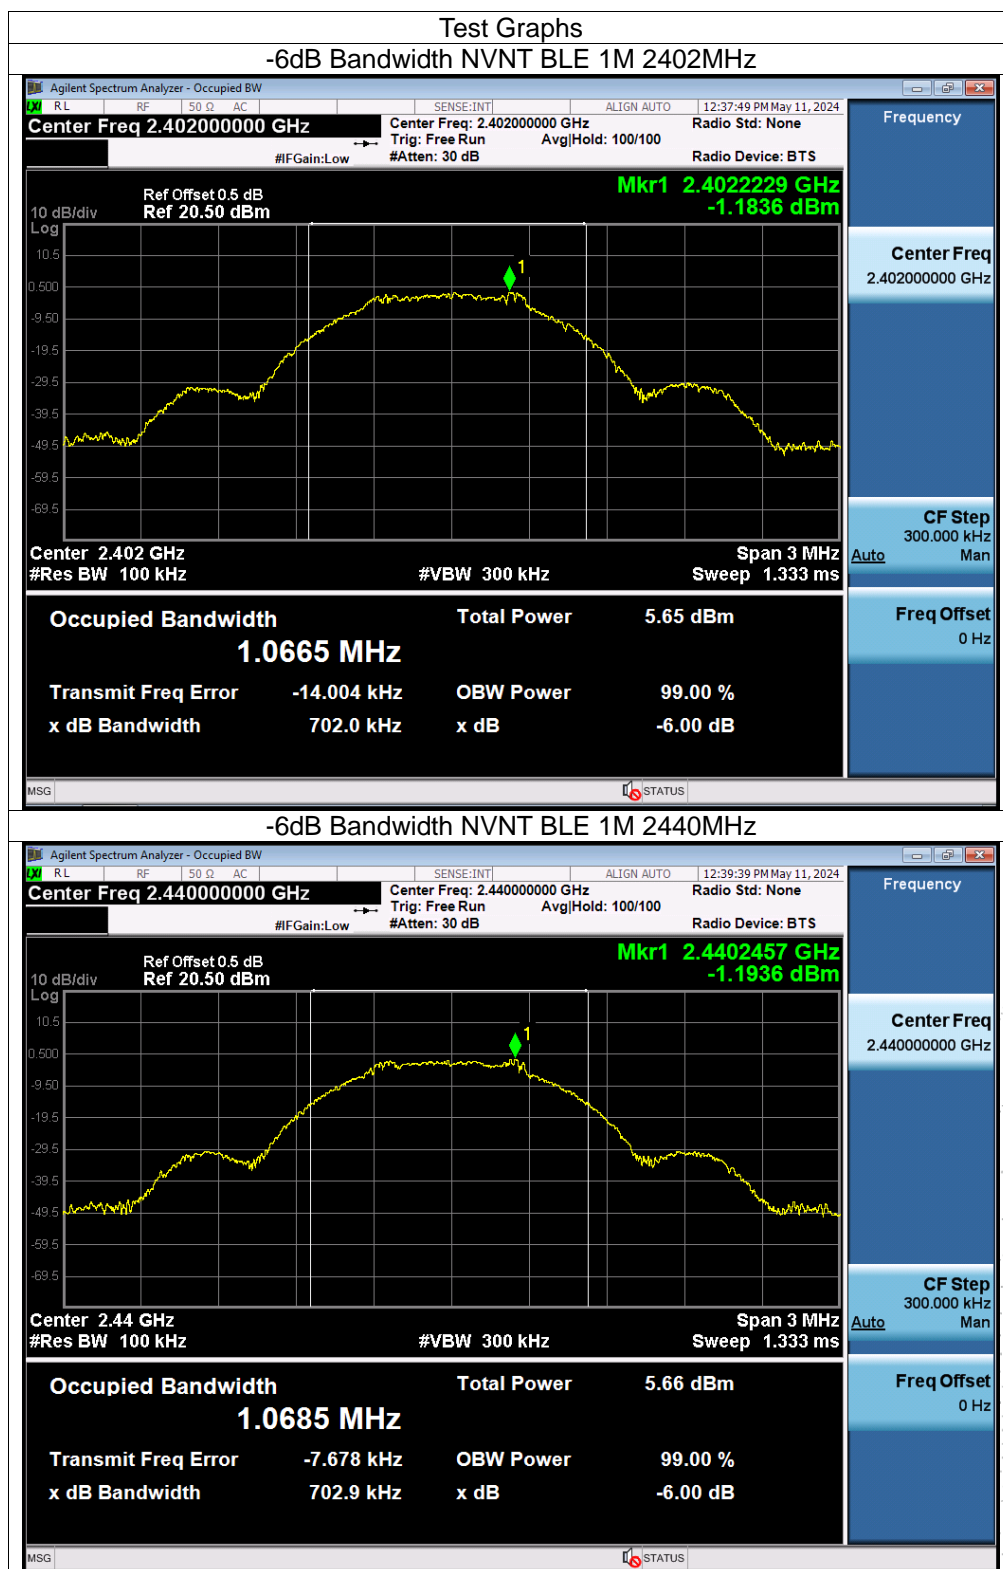 Test Graphs
-6dB Bandwidth NVNT BLE 1M 2402MHz
Agilent Spectrum Analyzer - Occupied BW
LXI RL RF 50 Ω AC SENSE:INT ALIGN AUTO 12:37:49 PM May 11, 2024
Center Freq 2.402000000 GHz
Center Freq: 2.402000000 GHz Radio Std: None
Trig: Free Run Avg|Hold: 100/100
#IFGain:Low #Atten: 30 dB Radio Device: BTS
Mkr1 2.4022229 GHz
-1.1836 dBm
Ref Offset 0.5 dB
10 dB/div Ref 20.50 dBm
Log
10.5
0.500
-9.50
-19.5
-29.5
-39.5
-49.5
-59.5
-69.5
1
Center 2.402 GHz Span 3 MHz
#Res BW 100 kHz #VBW 300 kHz Sweep 1.333 ms
Occupied Bandwidth Total Power 5.65 dBm
1.0665 MHz
Transmit Freq Error -14.004 kHz OBW Power 99.00 %
x dB Bandwidth 702.0 kHz x dB -6.00 dB
MSG STATUS
Frequency
Center Freq
2.402000000 GHz
CF Step
300.000 kHz
Auto Man
Freq Offset
0 Hz
-6dB Bandwidth NVNT BLE 1M 2440MHz
Agilent Spectrum Analyzer - Occupied BW
LXI RL RF 50 Ω AC SENSE:INT ALIGN AUTO 12:39:39 PM May 11, 2024
Center Freq 2.440000000 GHz
Center Freq: 2.440000000 GHz Radio Std: None
Trig: Free Run Avg|Hold: 100/100
#IFGain:Low #Atten: 30 dB Radio Device: BTS
Mkr1 2.4402457 GHz
-1.1936 dBm
Ref Offset 0.5 dB
10 dB/div Ref 20.50 dBm
Log
10.5
0.500
-9.50
-19.5
-29.5
-39.5
-49.5
-59.5
-69.5
1
Center 2.44 GHz Span 3 MHz
#Res BW 100 kHz #VBW 300 kHz Sweep 1.333 ms
Occupied Bandwidth Total Power 5.66 dBm
1.0685 MHz
Transmit Freq Error -7.678 kHz OBW Power 99.00 %
x dB Bandwidth 702.9 kHz x dB -6.00 dB
MSG STATUS
Frequency
Center Freq
2.440000000 GHz
CF Step
300.000 kHz
Auto Man
Freq Offset
0 Hz